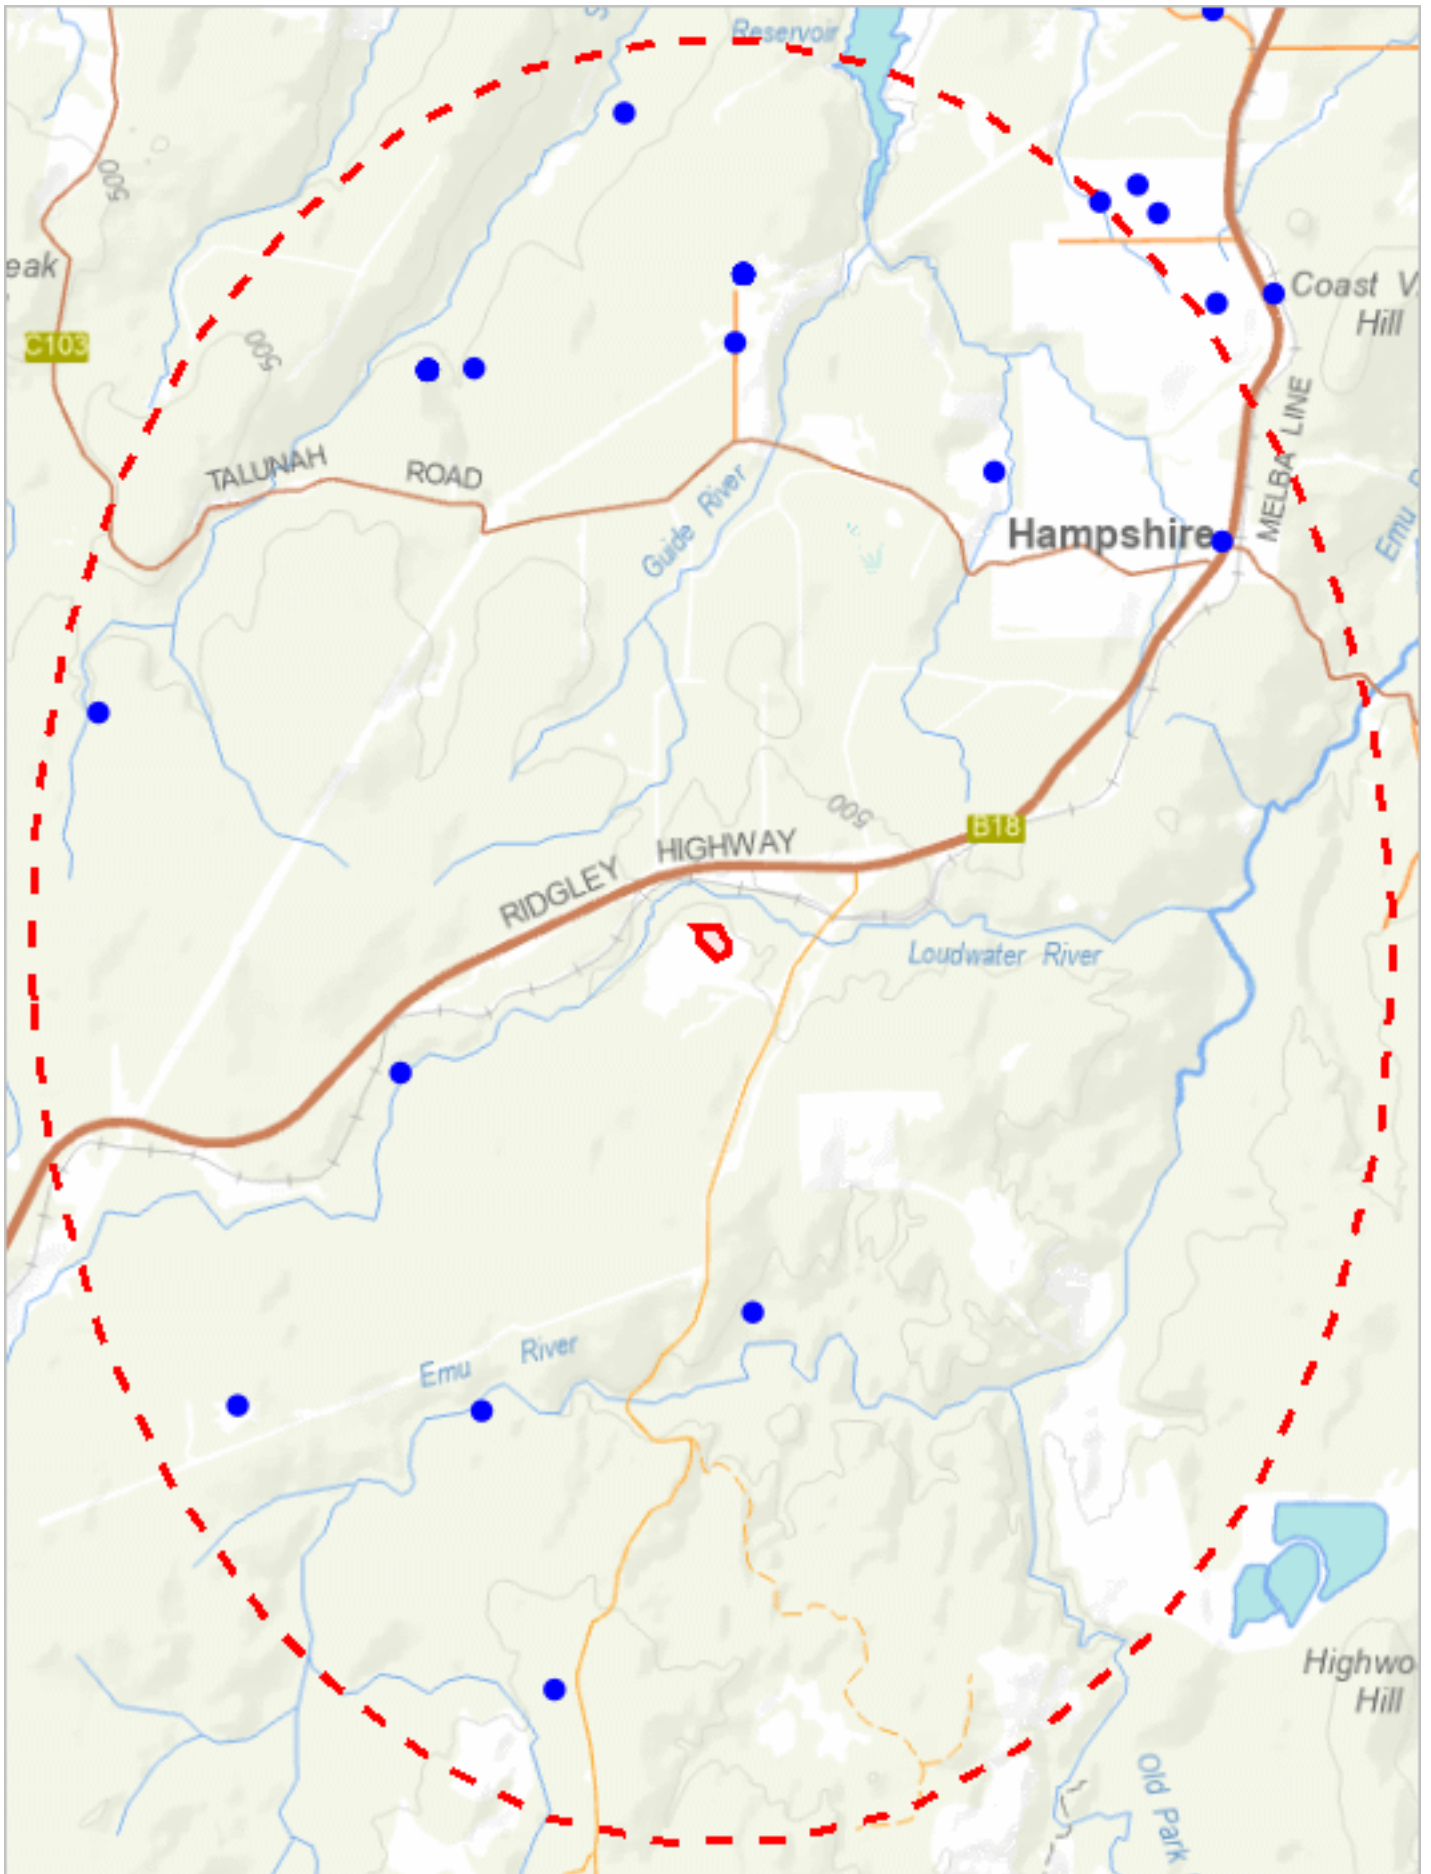 Reservoir
S
500
eak
Coast V.
Hill
C103
500
MELBA LINE
TALUNAH ROAD
Guide River
Hampshire
Emu
500
B18
RIDGLEY HIGHWAY
Loudwater River
Emu River
Highwo
Hill
Old Park